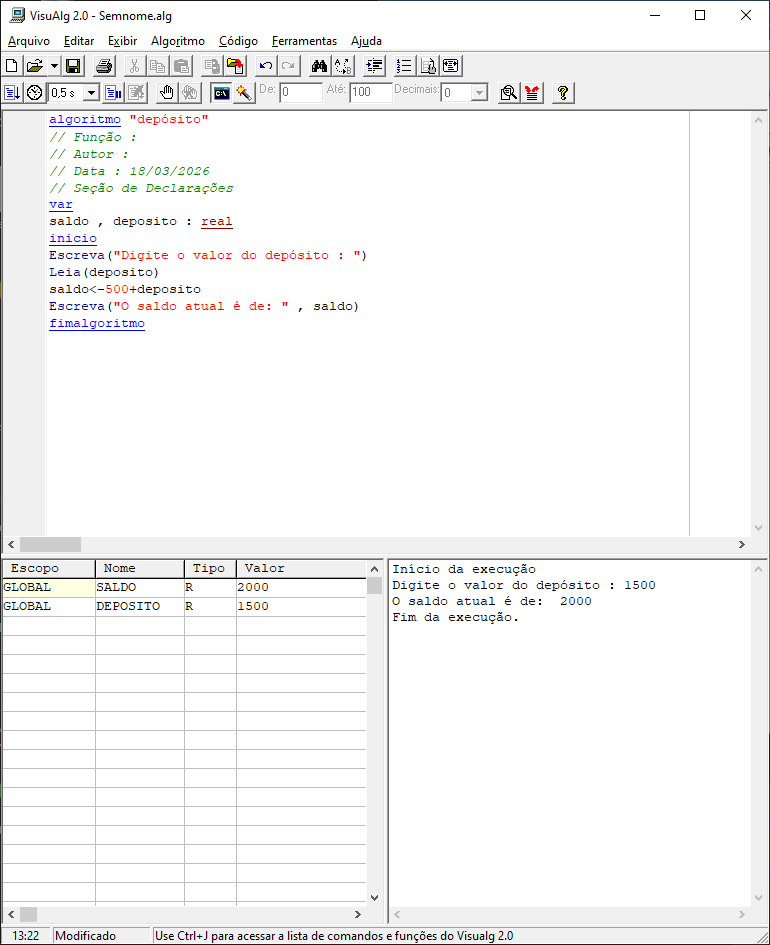 VisuAlg 2.0 - Semnome.alg
Arquivo Editar Exibir Algoritmo Código Ferramentas Ajuda
0,5 s De: 0 Até: 100 Decimais: 0
algoritmo "depósito"
// Função :
// Autor :
// Data : 18/03/2026
// Seção de Declarações
var
saldo , deposito : real
inicio
Escreva("Digite o valor do depósito : ")
Leia(deposito)
saldo<-500+deposito
Escreva("O saldo atual é de: " , saldo)
fimalgoritmo
Escopo Nome Tipo Valor
GLOBAL SALDO R 2000
GLOBAL DEPOSITO R 1500
Início da execução
Digite o valor do depósito : 1500
O saldo atual é de:  2000
Fim da execução.
13:22 Modificado Use Ctrl+J para acessar a lista de comandos e funções do Visualg 2.0